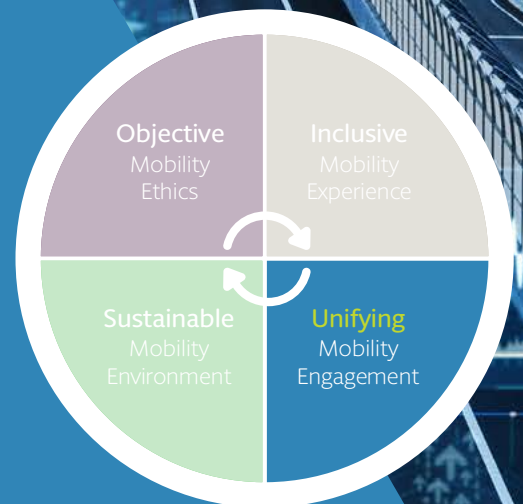 Objective
Mobility
Ethics
Inclusive
Mobility
Experience
Sustainable
Mobility
Environment
Unifying
Mobility
Engagement